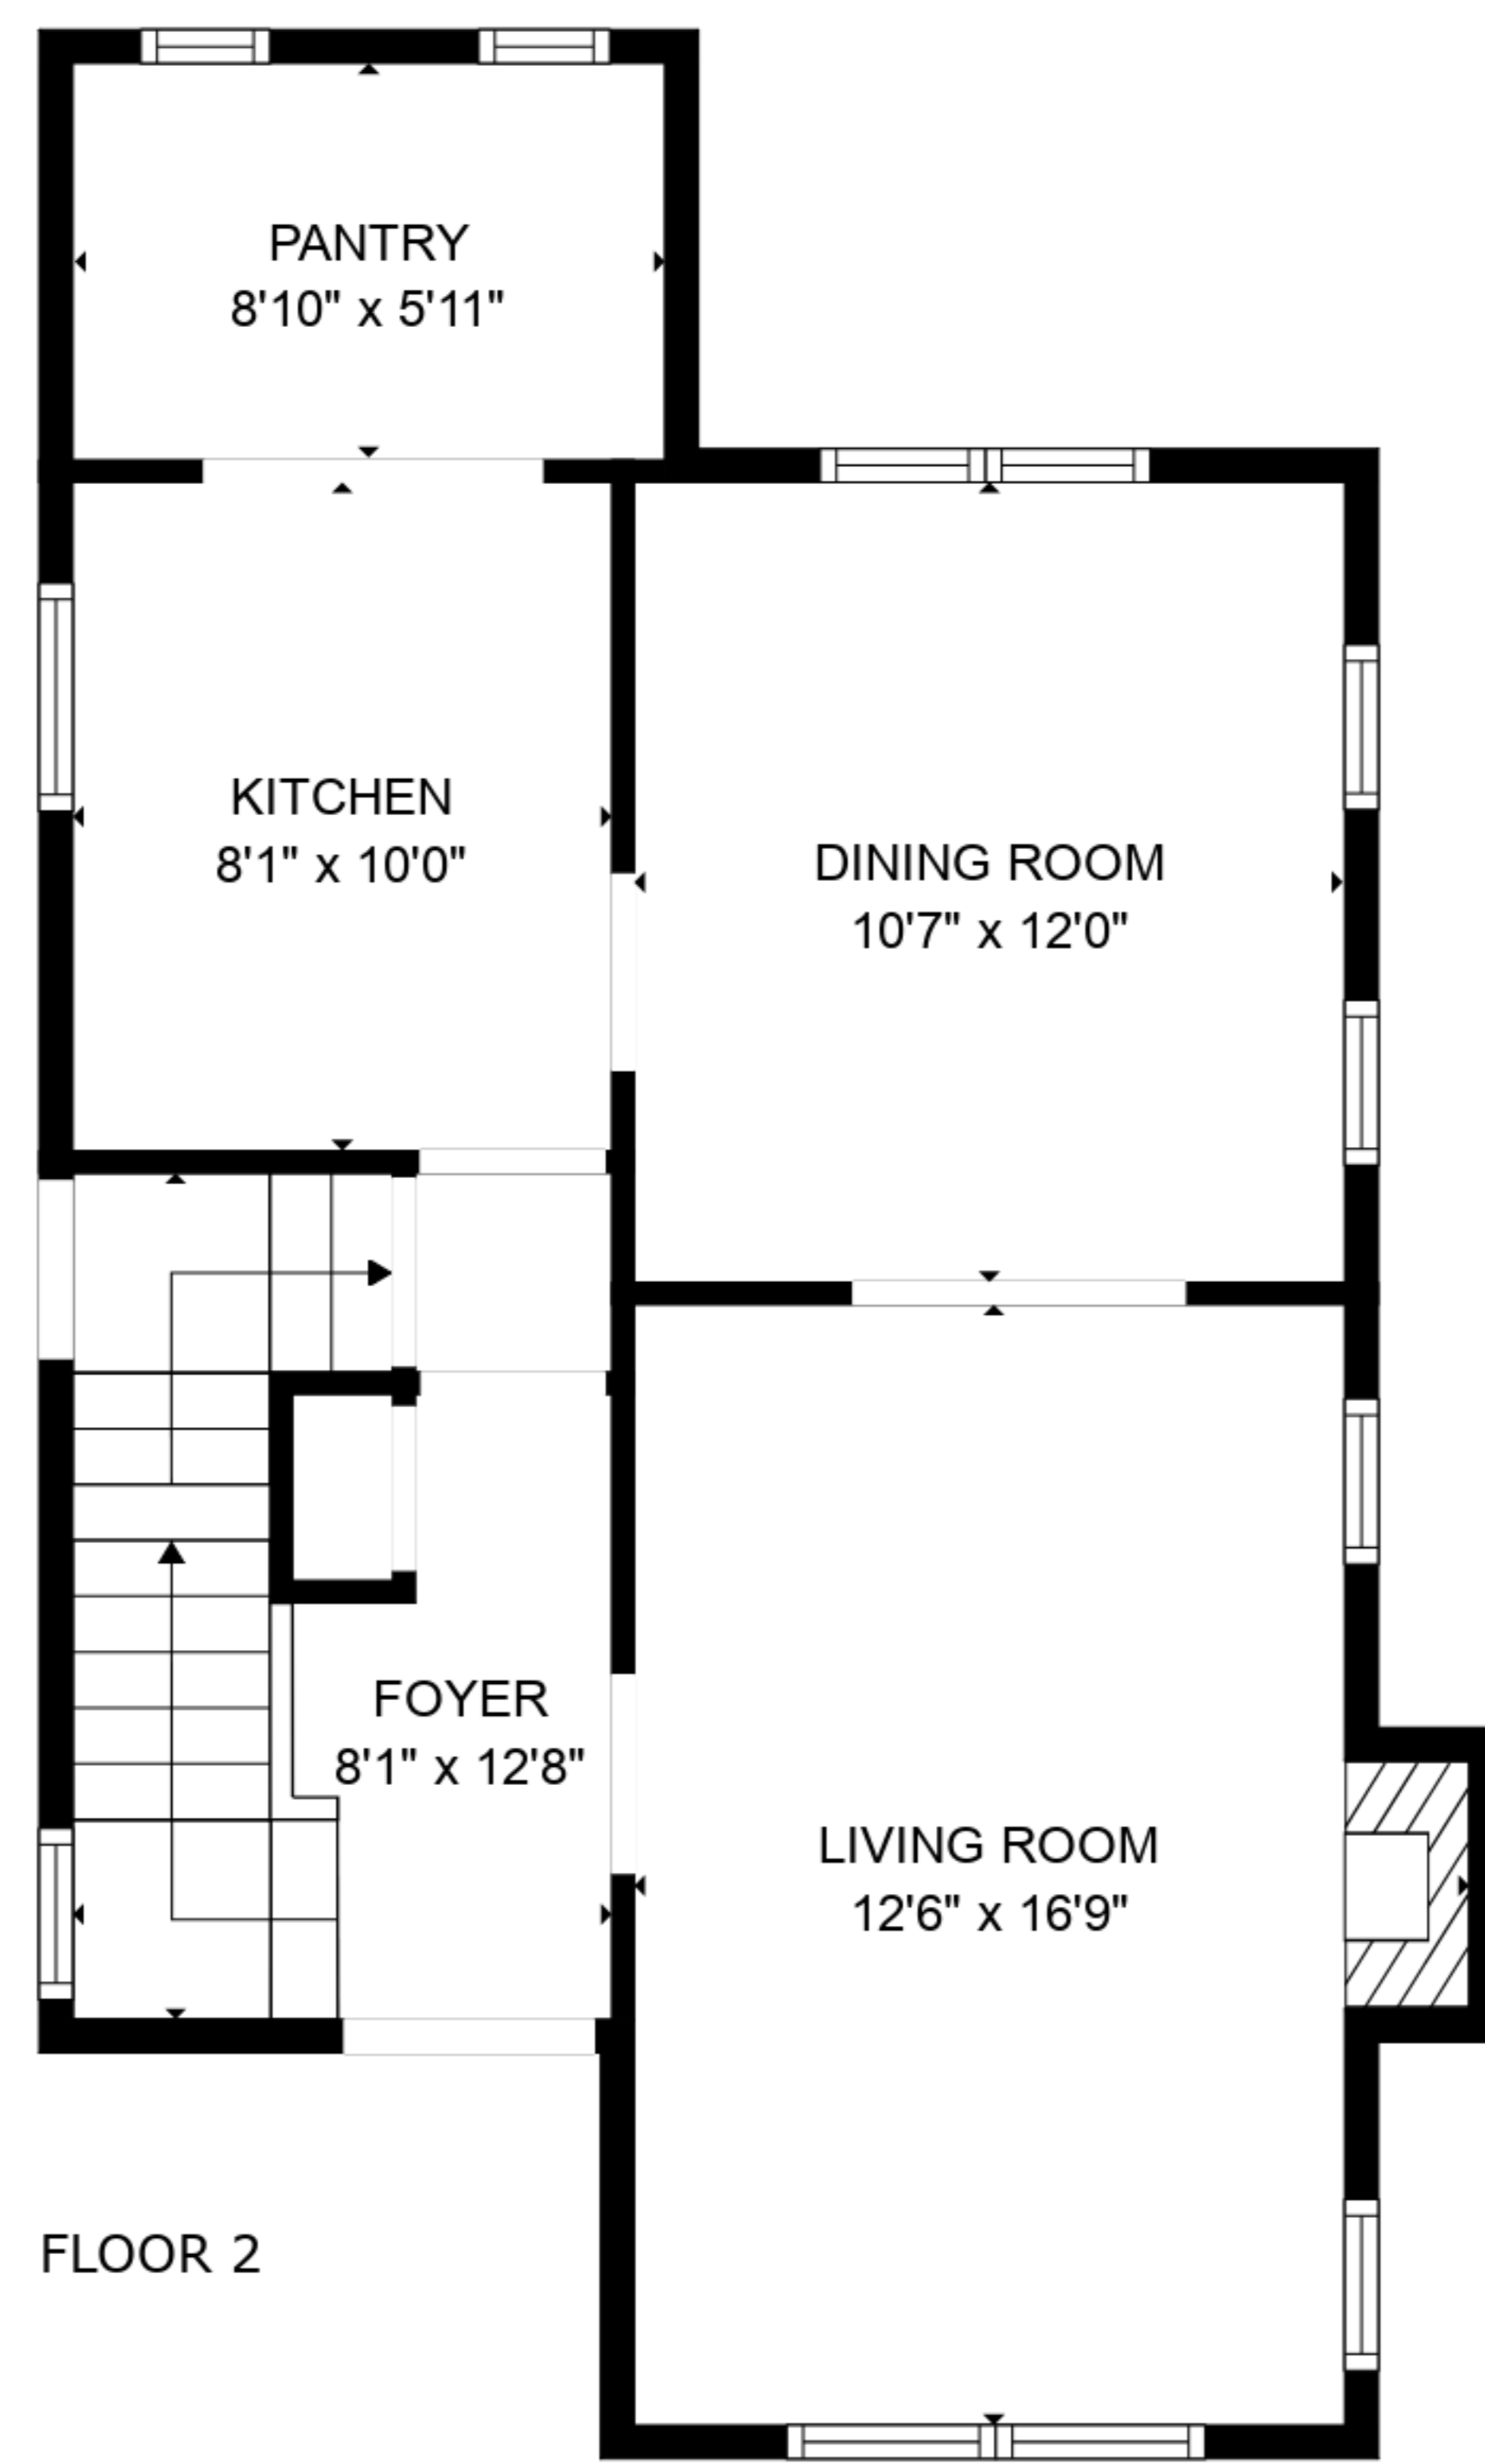 PANTRY
8'10" x 5'11"
KITCHEN
8'1" x 10'0"
DINING ROOM
10'7" x 12'0"
FOYER
8'1" x 12'8"
LIVING ROOM
12'6" x 16'9"
FLOOR 2